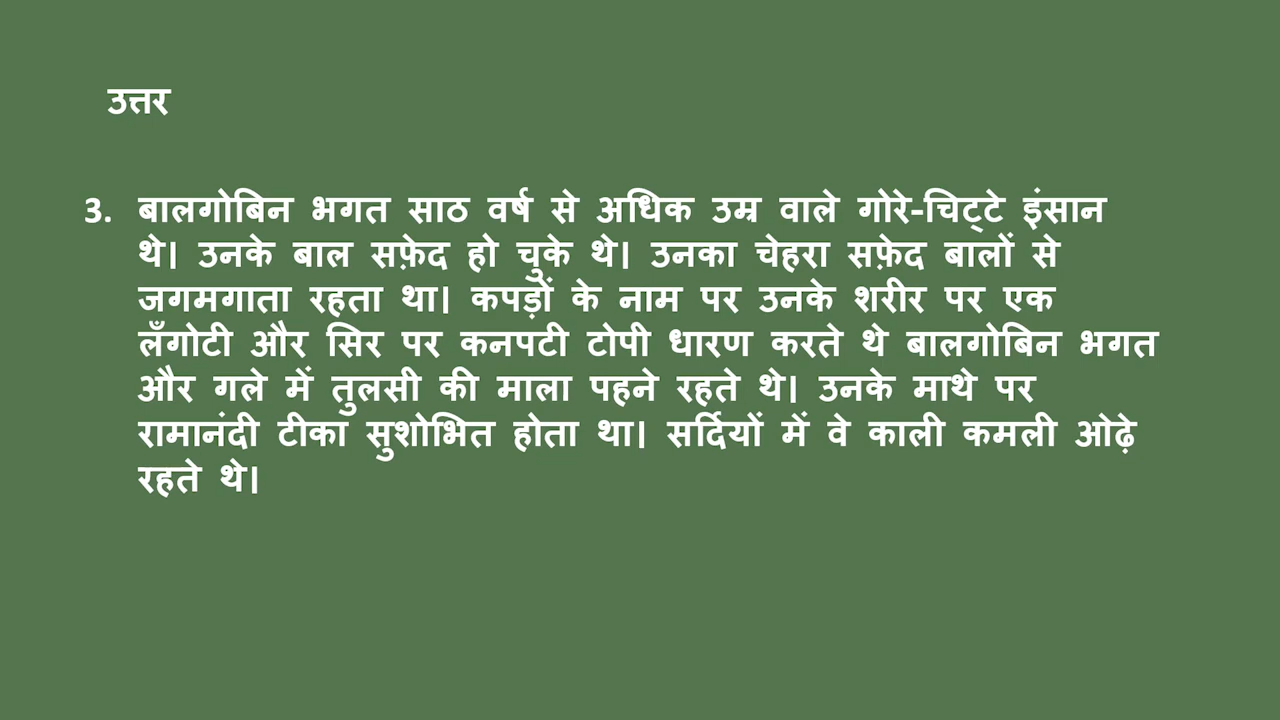 उत्तर
3. बालगोबिन भगत साठ वर्ष से अधिक उम्र वाले गोरे-चिट्‌टे इंसान
थे। उनके बाल सफ़ेद हो चुके थे। उनका चेहरा सफ़ेद बालों से
जगमगाता रहता था। कपड़ों के नाम पर उनके शरीर पर एक
लँगोटी और सिर पर कनपटी टोपी धारण करते थे बालगोबिन भगत
और गले में तुलसी की माला पहने रहते थे। उनके माथे पर
रामानंदी टीका सुशोभित होता था। सर्दियों में वे काली कमली ओढ़े
रहते थे।